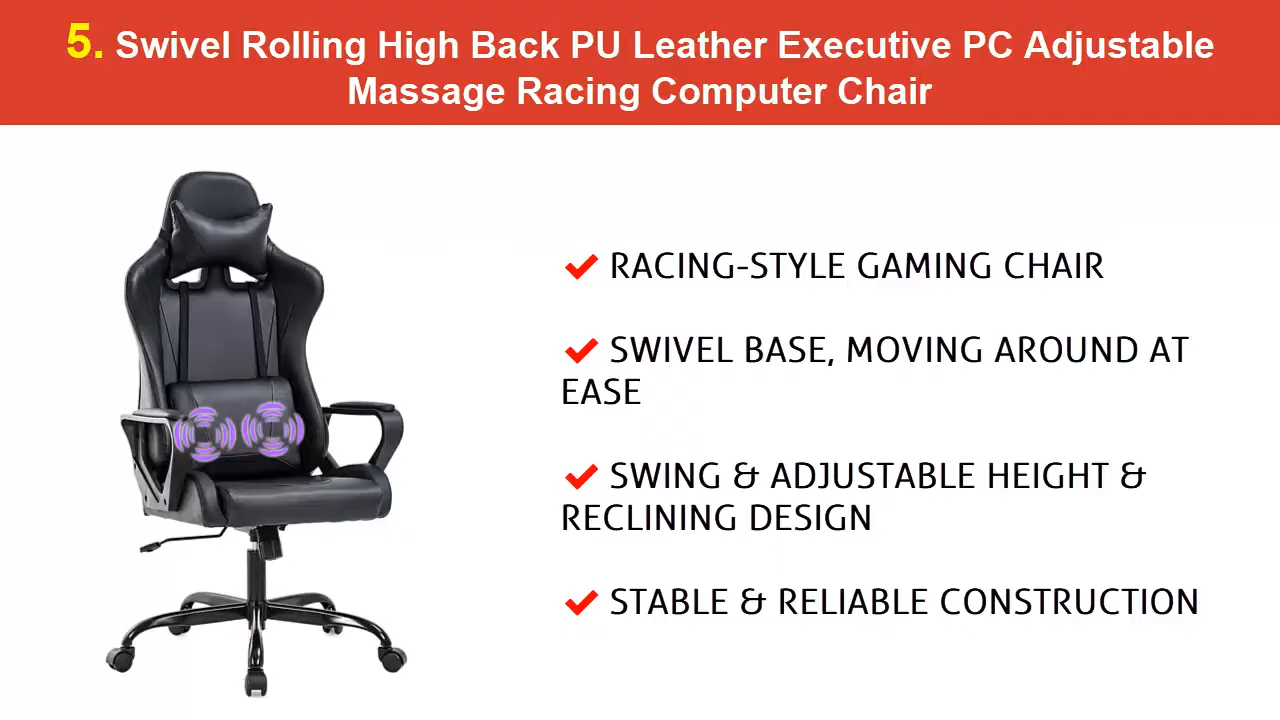 5. Swivel Rolling High Back PU Leather Executive PC Adjustable
Massage Racing Computer Chair
RACING-STYLE GAMING CHAIR
SWIVEL BASE, MOVING AROUND AT
EASE
SWING & ADJUSTABLE HEIGHT &
RECLINING DESIGN
STABLE & RELIABLE CONSTRUCTION